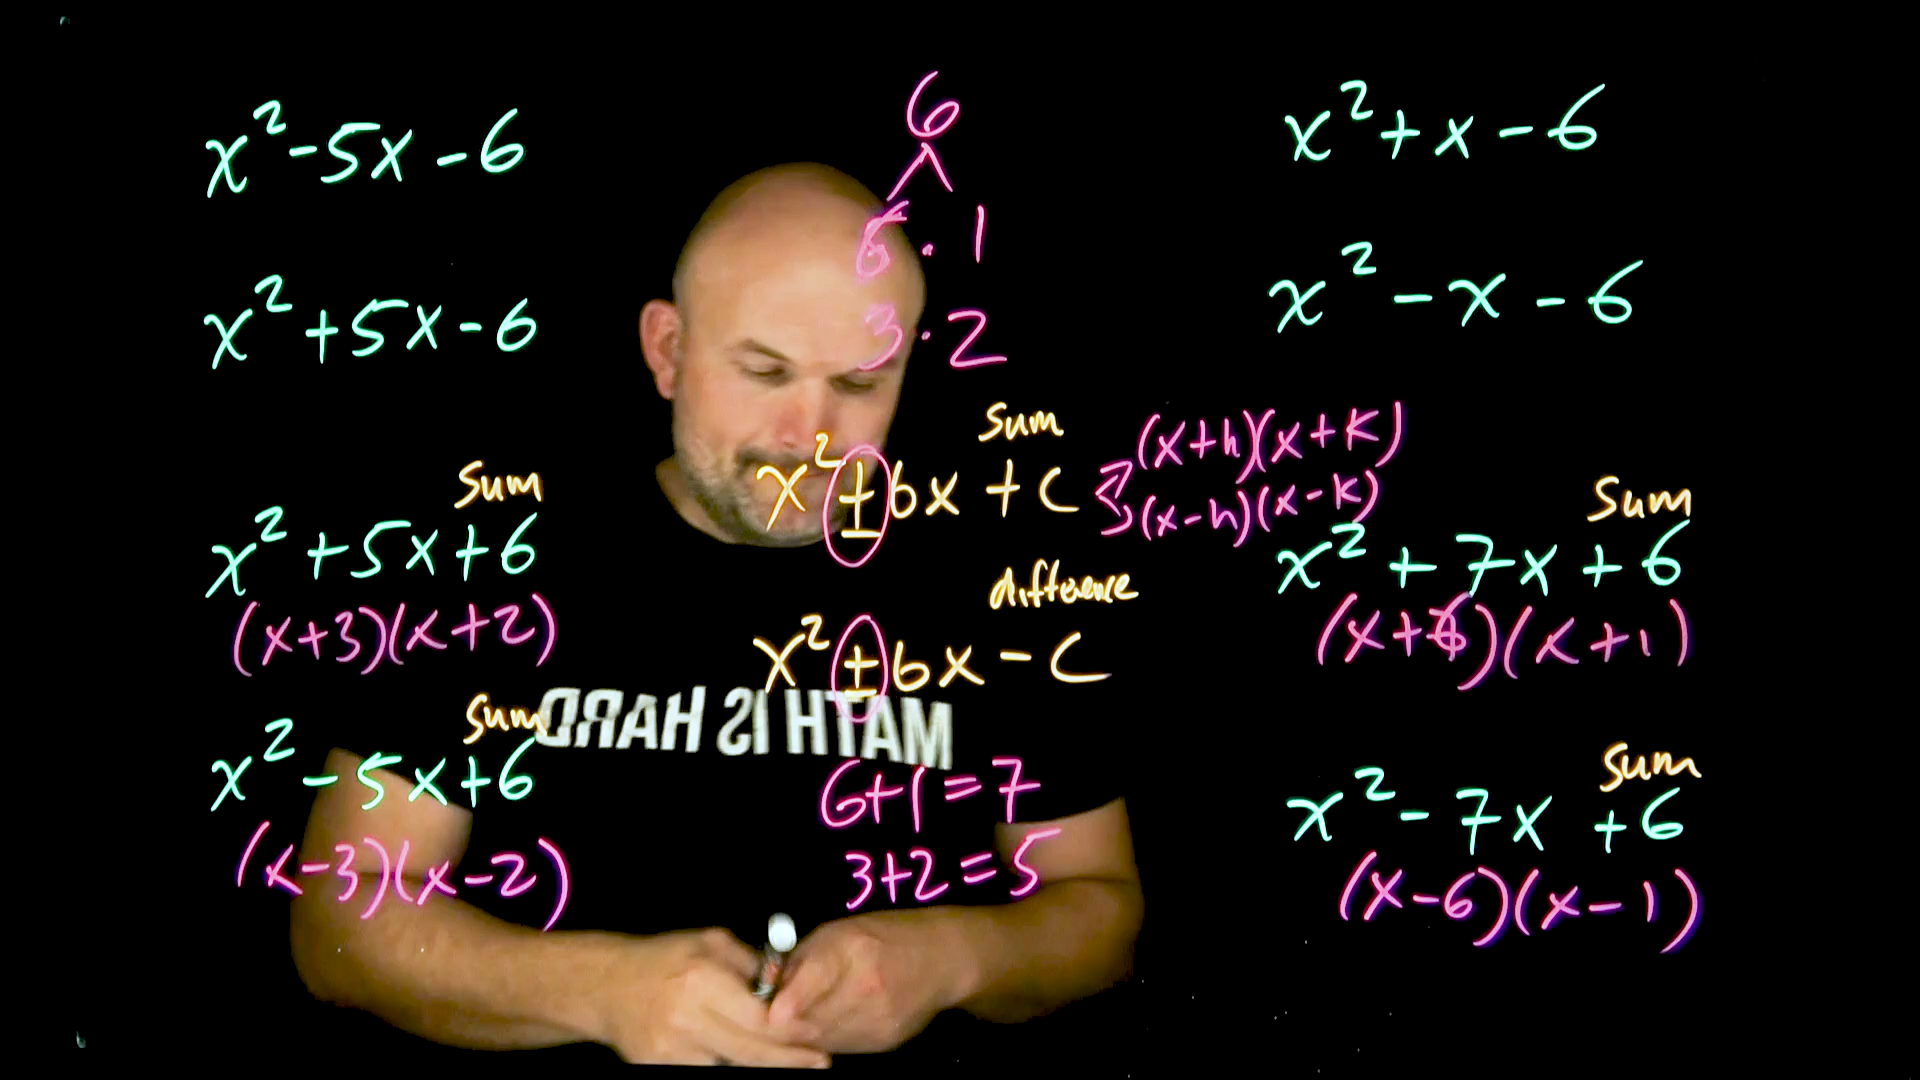 x²-5x-6
x²+5x-6
sum
x²+5x+6
(x+3)(x+2)
sum
x²-5x+6
(x-3)(x-2)
6
6·1
3·2
sum
x²±6x+c
(x+h)(x+k)
(x-h)(x-k)
difference
x²±6x-c
MATH IS HARD
6+1=7
3+2=5
x²+x-6
x²-x-6
sum
x²+7x+6
(x+6)(x+1)
sum
x²-7x+6
(x-6)(x-1)